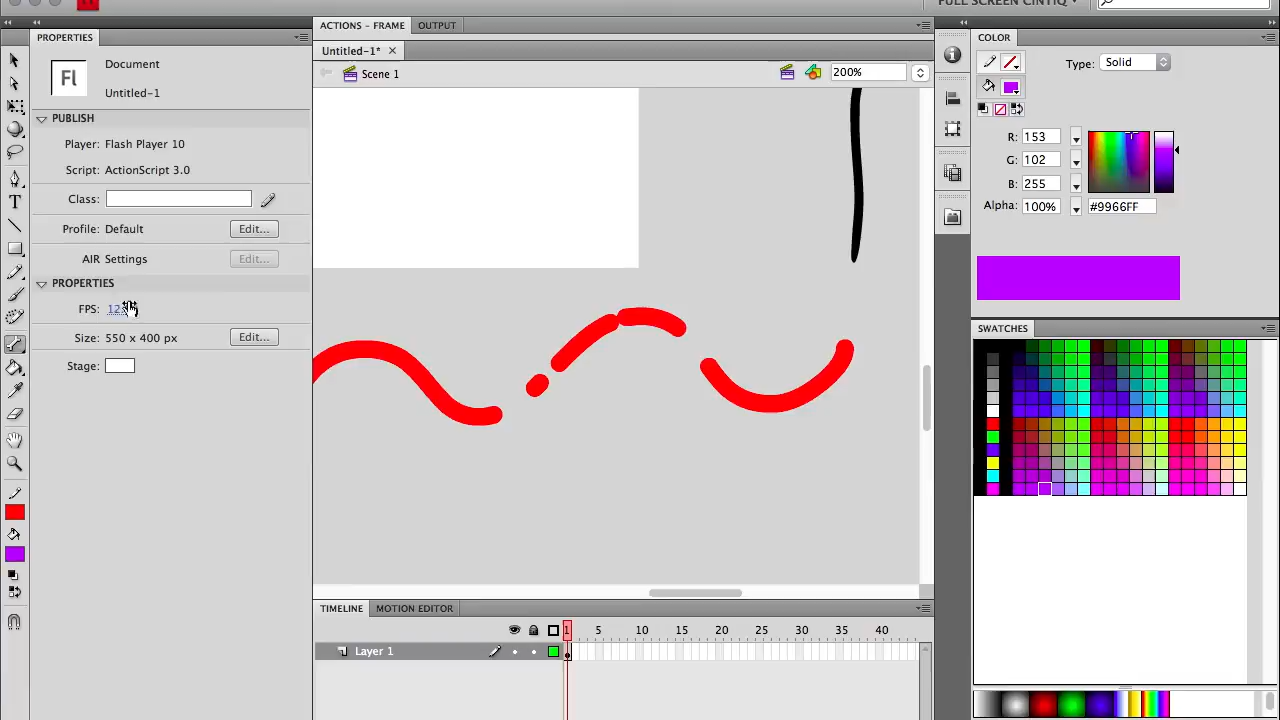 FULL SCREEN CINTIQ
PROPERTIES
Fl
Document
Untitled-1
PUBLISH
Player: Flash Player 10
Script: ActionScript 3.0
Class:
Profile: Default
Edit...
AIR Settings
Edit...
PROPERTIES
FPS:
Size: 550 x 400 px
Edit...
Stage:
T
ACTIONS - FRAME
OUTPUT
Untitled-1*
Scene 1
200%
TIMELINE
MOTION EDITOR
1 5 10 15 20 25 30 35 40
Layer 1
COLOR
Type: Solid
R: 153
G: 102
B: 255
Alpha: 100%
#9966FF
SWATCHES